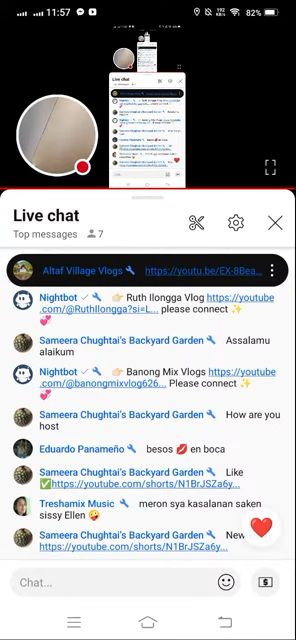 11:57
192 KB/s 82%
Live chat
Top messages 7
Altaf Village Vlogs https://youtu.be/EX-8Bea...
Nightbot Ruth Ilongga Vlog https://youtube
.com/@RuthIlongga?si=L... please connect
Sameera Chughtai's Backyard Garden Assalamu
alaikum
Nightbot Banong Mix Vlogs https://youtube
.com/@banongmixvlog626... Please connect
Sameera Chughtai's Backyard Garden How are you
host
Eduardo Panameño besos 💋 en boca
Sameera Chughtai's Backyard Garden Like
✅https://youtube.com/shorts/N1BrJSZa6y...
Treshamix Music meron sya kasalanan saken
sissy Ellen 🤪
Sameera Chughtai's Backyard Garden New
https://youtube.com/shorts/N1BrJSZa6y...
Chat...